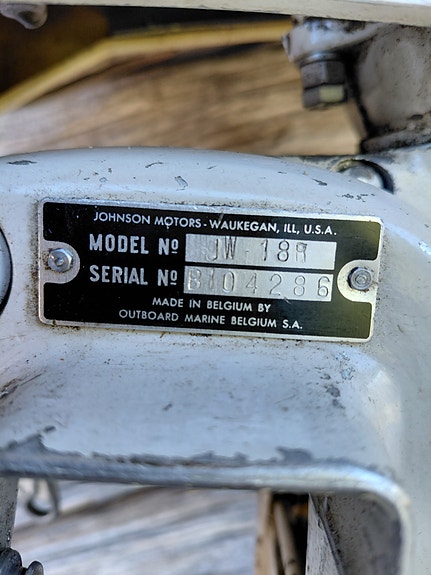 JOHNSON MOTORS - WAUKEGAN, ILL, U.S.A.
MODEL Nº JW-18R
SERIAL Nº B104286
MADE IN BELGIUM BY
OUTBOARD MARINE BELGIUM S.A.